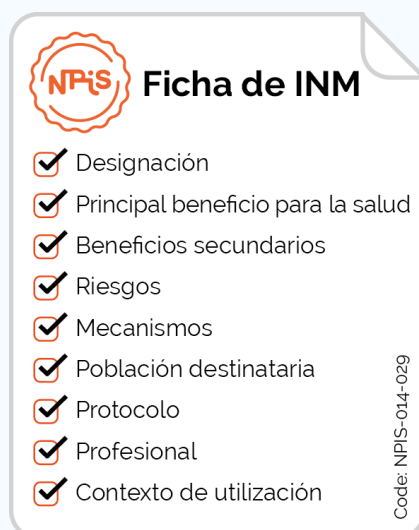 NPIS
Ficha de INM
Designación
Principal beneficio para la salud
Beneficios secundarios
Riesgos
Mecanismos
Población destinataria
Protocolo
Profesional
Contexto de utilización
Code: NPIS-014-029